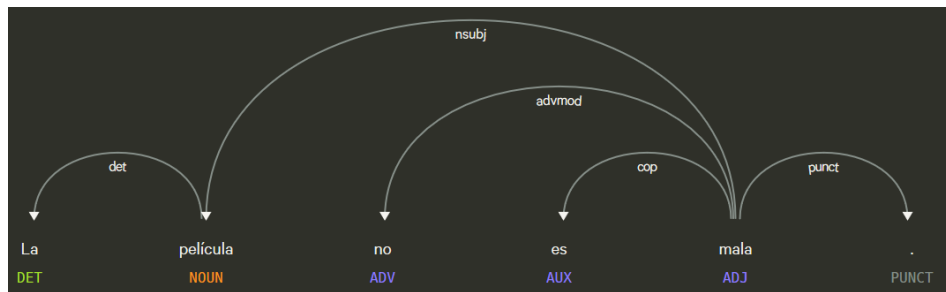 nsubj
advmod
det cop punct
La película no es mala .
DET NOUN ADV AUX ADJ PUNCT